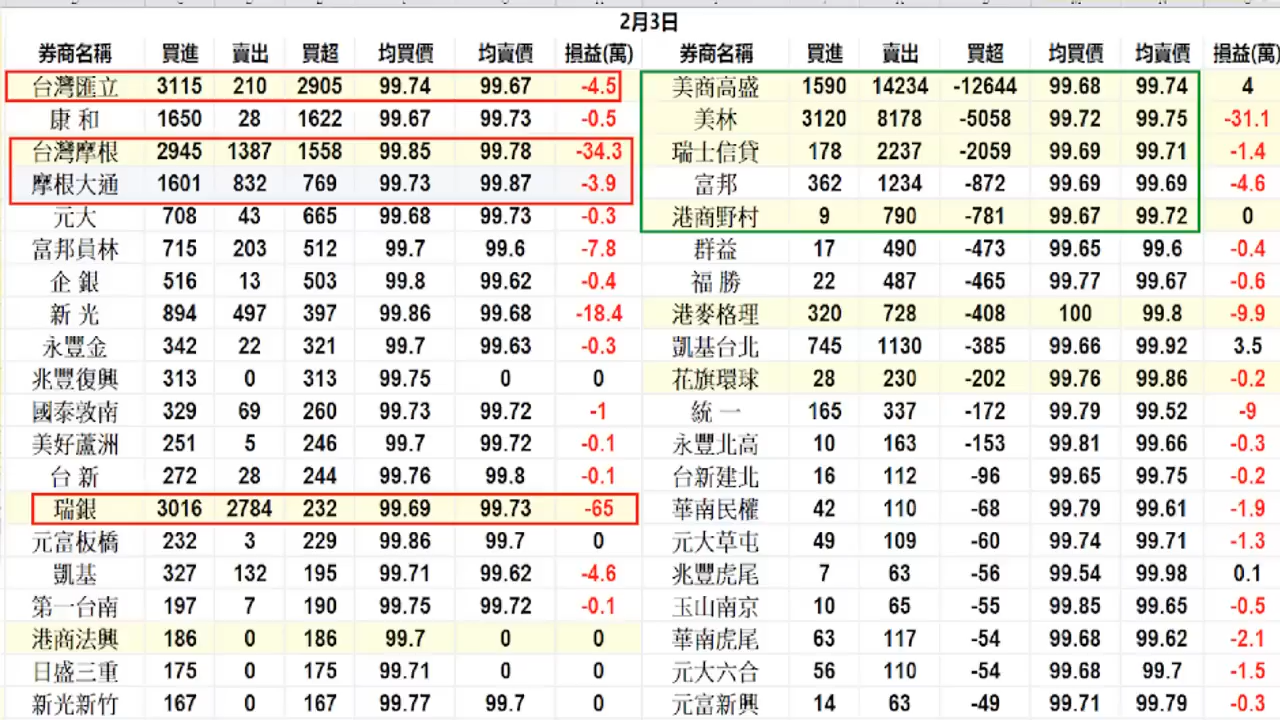 2月3日
券商名稱 買進 賣出 買超 均買價 均賣價 損益(萬) 券商名稱 買進 賣出 買超 均買價 均賣價 損益(萬)
台灣匯立 3115 210 2905 99.74 99.67 -4.5 美商高盛 1590 14234 -12644 99.68 99.74 4
康和 1650 28 1622 99.67 99.73 -0.5 美林 3120 8178 -5058 99.72 99.75 -31.1
台灣摩根 2945 1387 1558 99.85 99.78 -34.3 瑞士信貸 178 2237 -2059 99.69 99.71 -1.4
摩根大通 1601 832 769 99.73 99.87 -3.9 富邦 362 1234 -872 99.69 99.69 -4.6
元大 708 43 665 99.68 99.73 -0.3 港商野村 9 790 -781 99.67 99.72 0
富邦員林 715 203 512 99.7 99.6 -7.8 群益 17 490 -473 99.65 99.6 -0.4
企銀 516 13 503 99.8 99.62 -0.4 福勝 22 487 -465 99.77 99.67 -0.6
新光 894 497 397 99.86 99.68 -18.4 港麥格理 320 728 -408 100 99.8 -9.9
永豐金 342 22 321 99.7 99.63 -0.3 凱基台北 745 1130 -385 99.66 99.92 3.5
兆豐復興 313 0 313 99.75 0 0 花旗環球 28 230 -202 99.76 99.86 -0.2
國泰敦南 329 69 260 99.73 99.72 -1 統一 165 337 -172 99.79 99.52 -9
美好蘆洲 251 5 246 99.7 99.72 -0.1 永豐北高 10 163 -153 99.81 99.66 -0.3
台新 272 28 244 99.76 99.8 -0.1 台新建北 16 112 -96 99.65 99.75 -0.2
瑞銀 3016 2784 232 99.69 99.73 -65 華南民權 42 110 -68 99.79 99.61 -1.9
元富板橋 232 3 229 99.86 99.7 0 元大草屯 49 109 -60 99.74 99.71 -1.3
凱基 327 132 195 99.71 99.62 -4.6 兆豐虎尾 7 63 -56 99.54 99.98 0.1
第一台南 197 7 190 99.75 99.72 -0.1 玉山南京 10 65 -55 99.85 99.65 -0.5
港商法興 186 0 186 99.7 0 0 華南虎尾 63 117 -54 99.68 99.62 -2.1
日盛三重 175 0 175 99.71 0 0 元大六合 56 110 -54 99.68 99.7 -1.5
新光新竹 167 0 167 99.77 99.7 0 元富新興 14 63 -49 99.71 99.79 -0.3